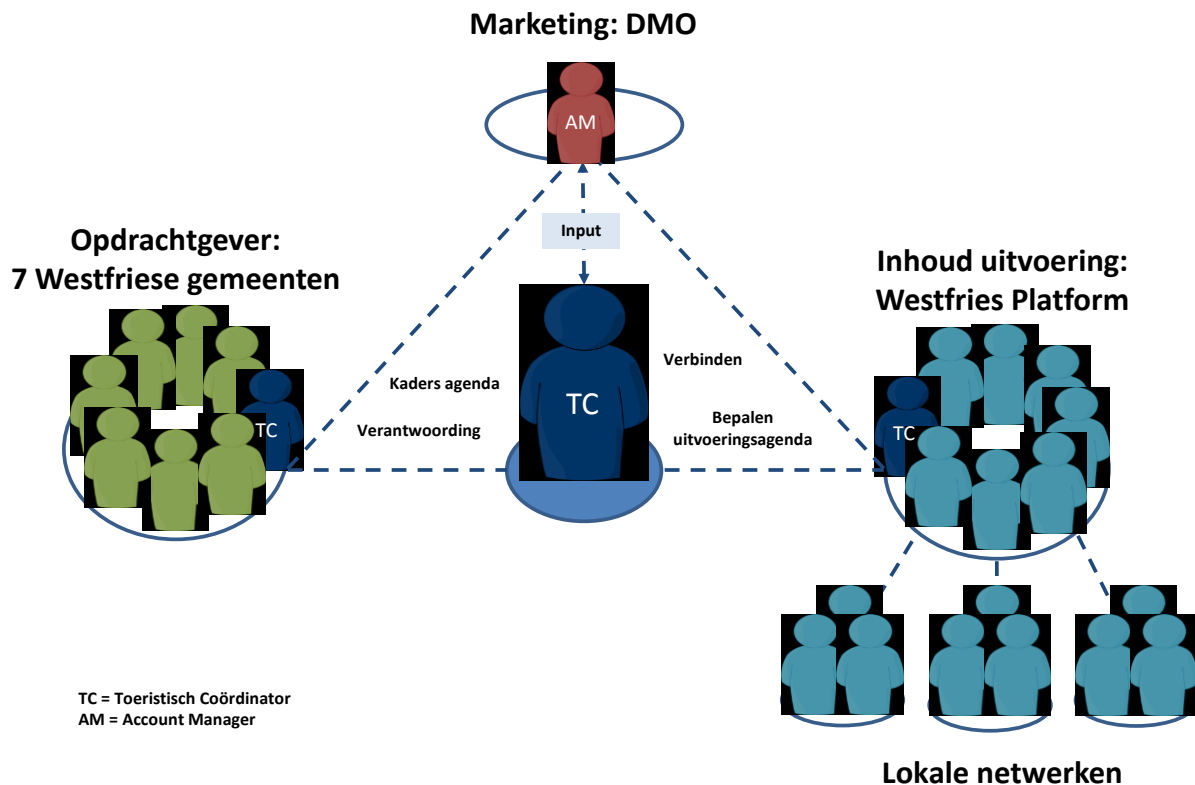 Marketing: DMO
AM
Input
Opdrachtgever:
7 Westfriese gemeenten
Inhoud uitvoering:
Westfries Platform
TC
Kaders agenda
Verantwoording
TC
Verbinden
Bepalen
uitvoeringsagenda
TC
TC = Toeristisch Coördinator
AM = Account Manager
Lokale netwerken